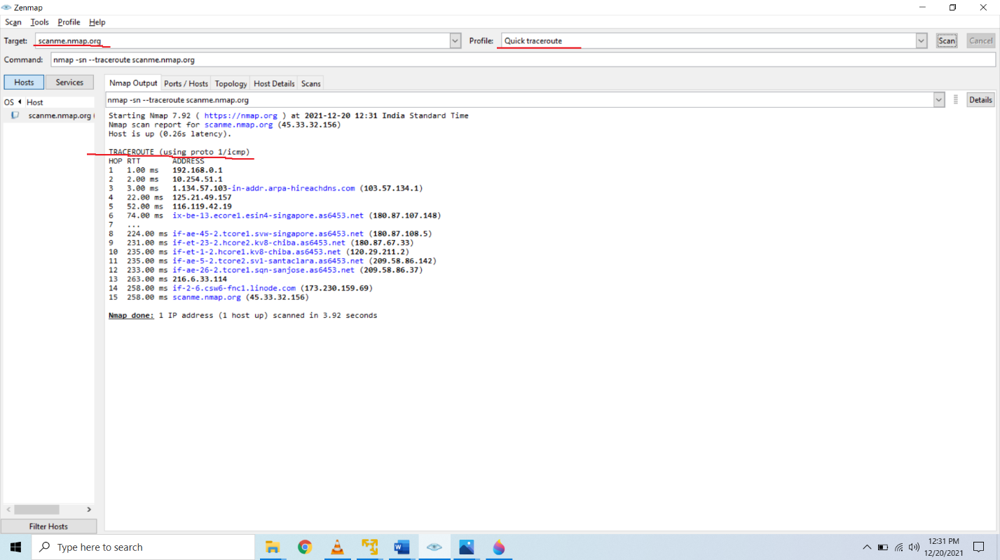 Zenmap
Scan Tools Profile Help
Target: scanme.nmap.org Profile: Quick traceroute Scan Cancel
Command: nmap -sn --traceroute scanme.nmap.org
Hosts Services Nmap Output Ports / Hosts Topology Host Details Scans
OS Host nmap -sn --traceroute scanme.nmap.org Details
scanme.nmap.org (
Starting Nmap 7.92 ( https://nmap.org ) at 2021-12-20 12:31 India Standard Time
Nmap scan report for scanme.nmap.org (45.33.32.156)
Host is up (0.26s latency).
TRACEROUTE (using proto 1/icmp)
HOP RTT ADDRESS
1 1.00 ms 192.168.0.1
2 2.00 ms 10.254.51.1
3 3.00 ms 1.134.57.103-in-addr.arpa-hireachdns.com (103.57.134.1)
4 22.00 ms 125.21.49.157
5 52.00 ms 116.119.42.19
6 74.00 ms ix-be-13.ecore1.esin4-singapore.as6453.net (180.87.107.148)
7 ...
8 224.00 ms if-ae-45-2.tcore1.svw-singapore.as6453.net (180.87.108.5)
9 231.00 ms if-et-23-2.hcore2.kv8-chiba.as6453.net (180.87.67.33)
10 235.00 ms if-et-1-2.hcore1.kv8-chiba.as6453.net (120.29.211.2)
11 235.00 ms if-ae-5-2.tcore2.sv1-santaclara.as6453.net (209.58.86.142)
12 233.00 ms if-ae-26-2.tcore1.sqn-sanjose.as6453.net (209.58.86.37)
13 263.00 ms 216.6.33.114
14 258.00 ms if-2-6.csw6-fnc1.linode.com (173.230.159.69)
15 258.00 ms scanme.nmap.org (45.33.32.156)
Nmap done: 1 IP address (1 host up) scanned in 3.92 seconds
Filter Hosts
Type here to search
12:31 PM
12/20/2021